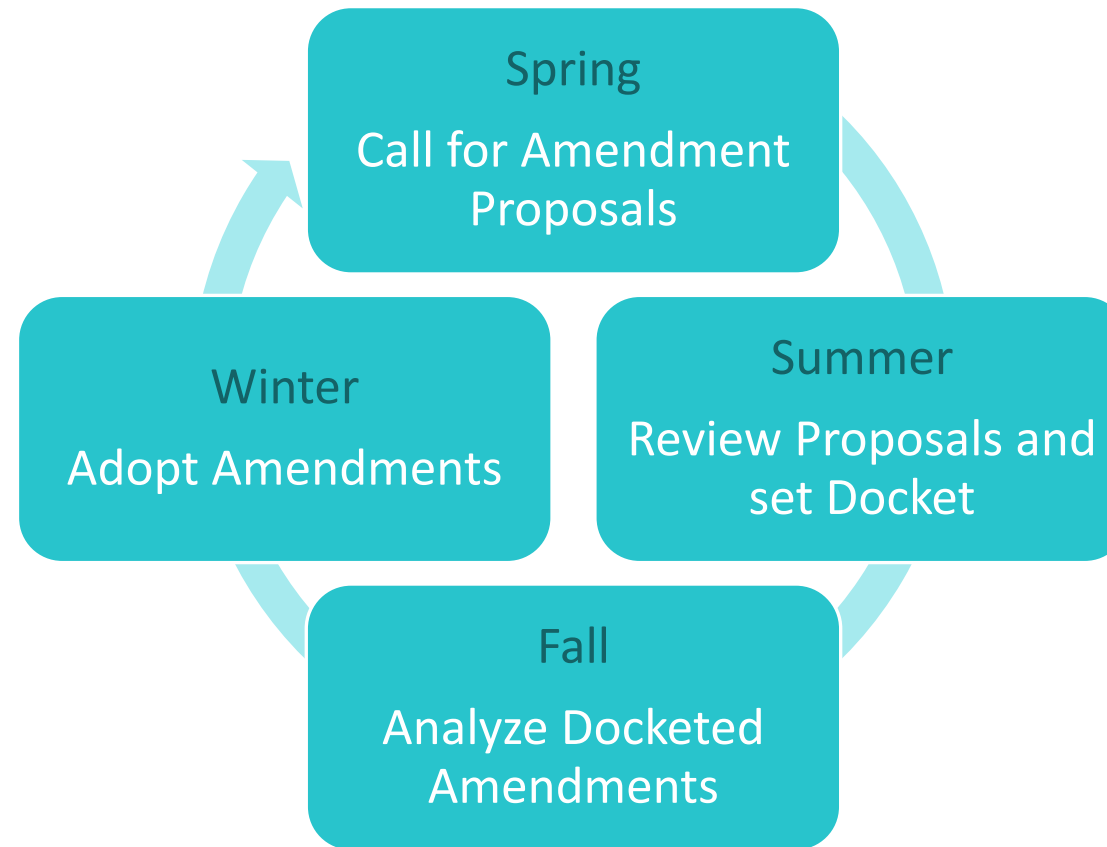 Spring
Call for Amendment
Proposals
Summer
Review Proposals and
set Docket
Fall
Analyze Docketed
Amendments
Winter
Adopt Amendments